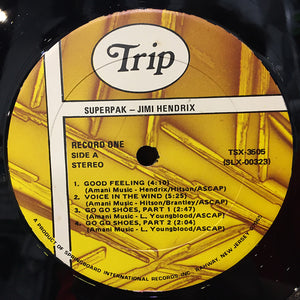 Trip
SUPERPAK – JIMI HENDRIX
RECORD ONE
SIDE A
STEREO
TSX-3505
(SLX-00323)
1. GOOD FEELING (4:10)
(Amani Music - Hendrix/Hitson/ASCAP)
2. VOICE IN THE WIND (5:25)
(Amani Music - Hitson/Brantley/ASCAP)
3. GO GO SHOES, PART 1 (2:47)
(Amani Music - L. Youngblood/ASCAP)
4. GO GO SHOES, PART 2 (2:04)
(Amani Music - L. Youngblood/ASCAP)
A PRODUCT OF SPRINGBOARD INTERNATIONAL RECORDS INC., RAHWAY, NEW JERSEY